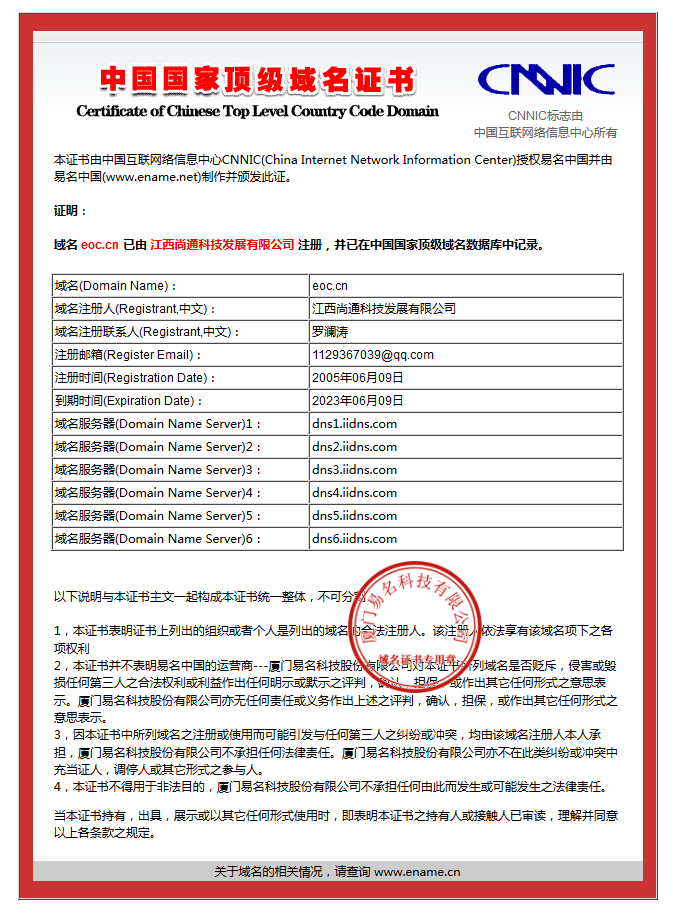 中国国家顶级域名证书
Certificate of Chinese Top Level Country Code Domain
CNNIC
CNNIC标志由
中国互联网络信息中心所有
本证书由中国互联网络信息中心CNNIC(China Internet Network Information Center)授权易名中国并由
易名中国(www.ename.net)制作并颁发此证。
证明：
域名 eoc.cn 已由 江西尚通科技发展有限公司 注册，并已在中国国家顶级域名数据库中记录。
域名(Domain Name)： eoc.cn
域名注册人(Registrant,中文)： 江西尚通科技发展有限公司
域名注册联系人(Registrant,中文)： 罗澜涛
注册邮箱(Register Email)： 1129367039@qq.com
注册时间(Registration Date)： 2005年06月09日
到期时间(Expiration Date)： 2023年06月09日
域名服务器(Domain Name Server)1： dns1.iidns.com
域名服务器(Domain Name Server)2： dns2.iidns.com
域名服务器(Domain Name Server)3： dns3.iidns.com
域名服务器(Domain Name Server)4： dns4.iidns.com
域名服务器(Domain Name Server)5： dns5.iidns.com
域名服务器(Domain Name Server)6： dns6.iidns.com
以下说明与本证书主文一起构成本证书统一整体，不可分割：
厦门易名科技有限公司
域名证书专用章
1，本证书表明证书上列出的组织或者个人是列出的域名的合法注册人。该注册人依法享有该域名项下之各
项权利
2，本证书并不表明易名中国的运营商---厦门易名科技股份有限公司对本证书所列域名是否贬斥，侵害或毁
损任何第三人之合法权利或利益作出任何明示或默示之评判，确认，担保，或作出其它任何形式之意思表
示。厦门易名科技股份有限公司亦无任何责任或义务作出上述之评判，确认，担保，或作出其它任何形式之
意思表示。
3，因本证书中所列域名之注册或使用而可能引发与任何第三人之纠纷或冲突，均由该域名注册人本人承
担，厦门易名科技股份有限公司不承担任何法律责任。厦门易名科技股份有限公司亦不在此类纠纷或冲突中
充当证人，调停人或其它形式之参与人。
4，本证书不得用于非法目的，厦门易名科技股份有限公司不承担任何由此而发生或可能发生之法律责任。
当本证书持有，出具，展示或以其它任何形式使用时，即表明本证书之持有人或接触人已审读，理解并同意
以上各条款之规定。
关于域名的相关情况，请查询 www.ename.cn